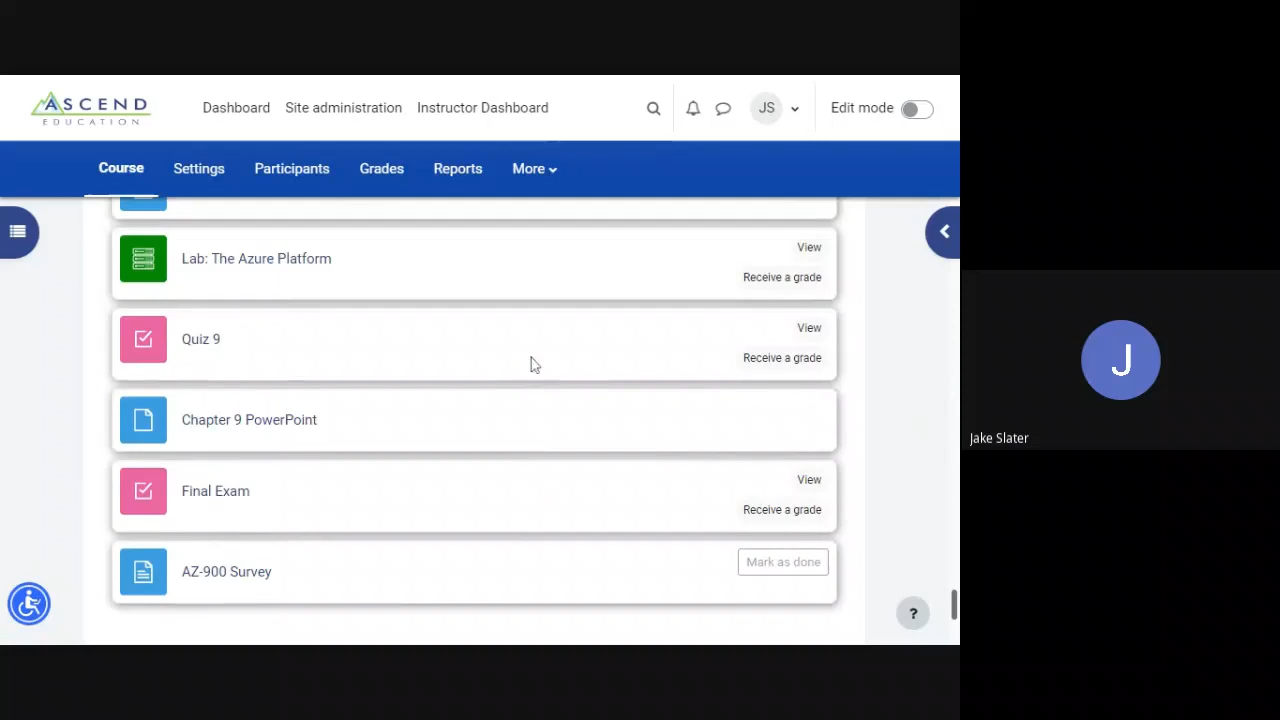 ASCEND
EDUCATION
Dashboard Site administration Instructor Dashboard JS Edit mode
Course Settings Participants Grades Reports More
Lab: The Azure Platform
View
Receive a grade
Quiz 9
View
Receive a grade
Chapter 9 PowerPoint
Final Exam
View
Receive a grade
AZ-900 Survey
Mark as done
?
J
Jake Slater